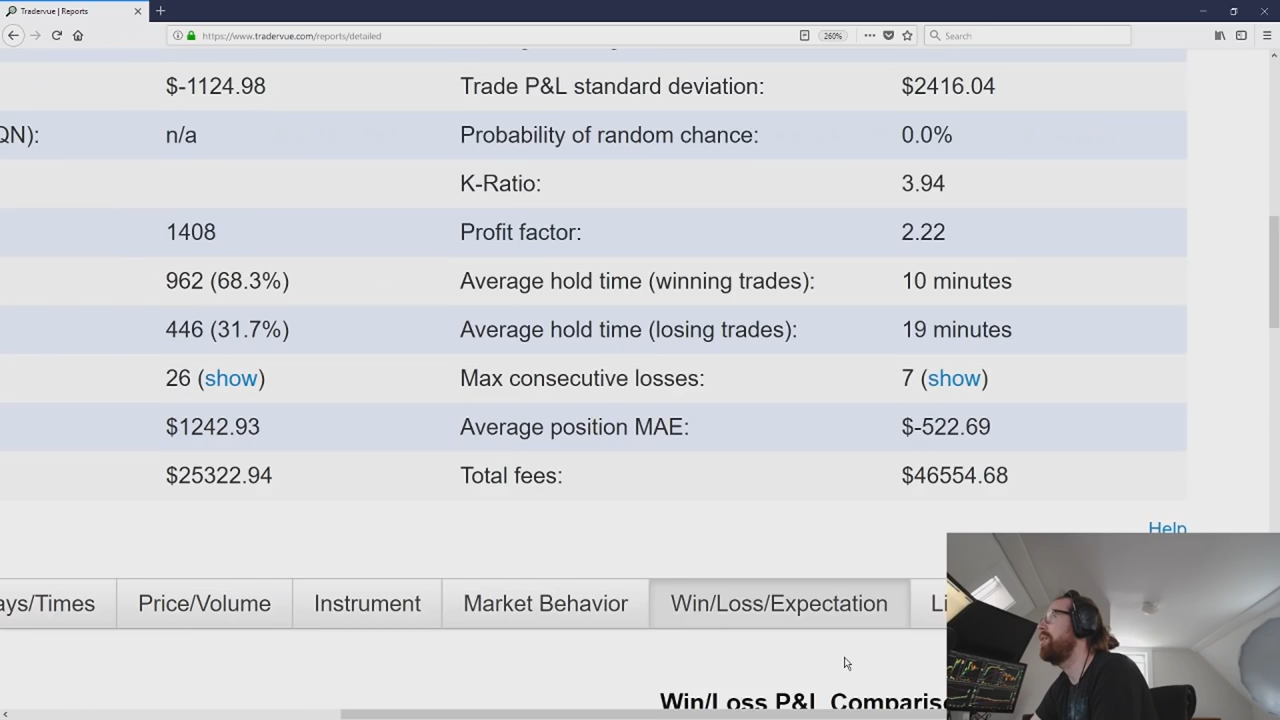 Tradervue | Reports
https://www.tradervue.com/reports/detailed
260%
Search
$-1124.98 Trade P&L standard deviation: $2416.04
QN): n/a Probability of random chance: 0.0%
K-Ratio: 3.94
1408 Profit factor: 2.22
962 (68.3%) Average hold time (winning trades): 10 minutes
446 (31.7%) Average hold time (losing trades): 19 minutes
26 (show) Max consecutive losses: 7 (show)
$1242.93 Average position MAE: $-522.69
$25322.94 Total fees: $46554.68
Help
ays/Times Price/Volume Instrument Market Behavior Win/Loss/Expectation Li
Win/Loss P&L Comparis